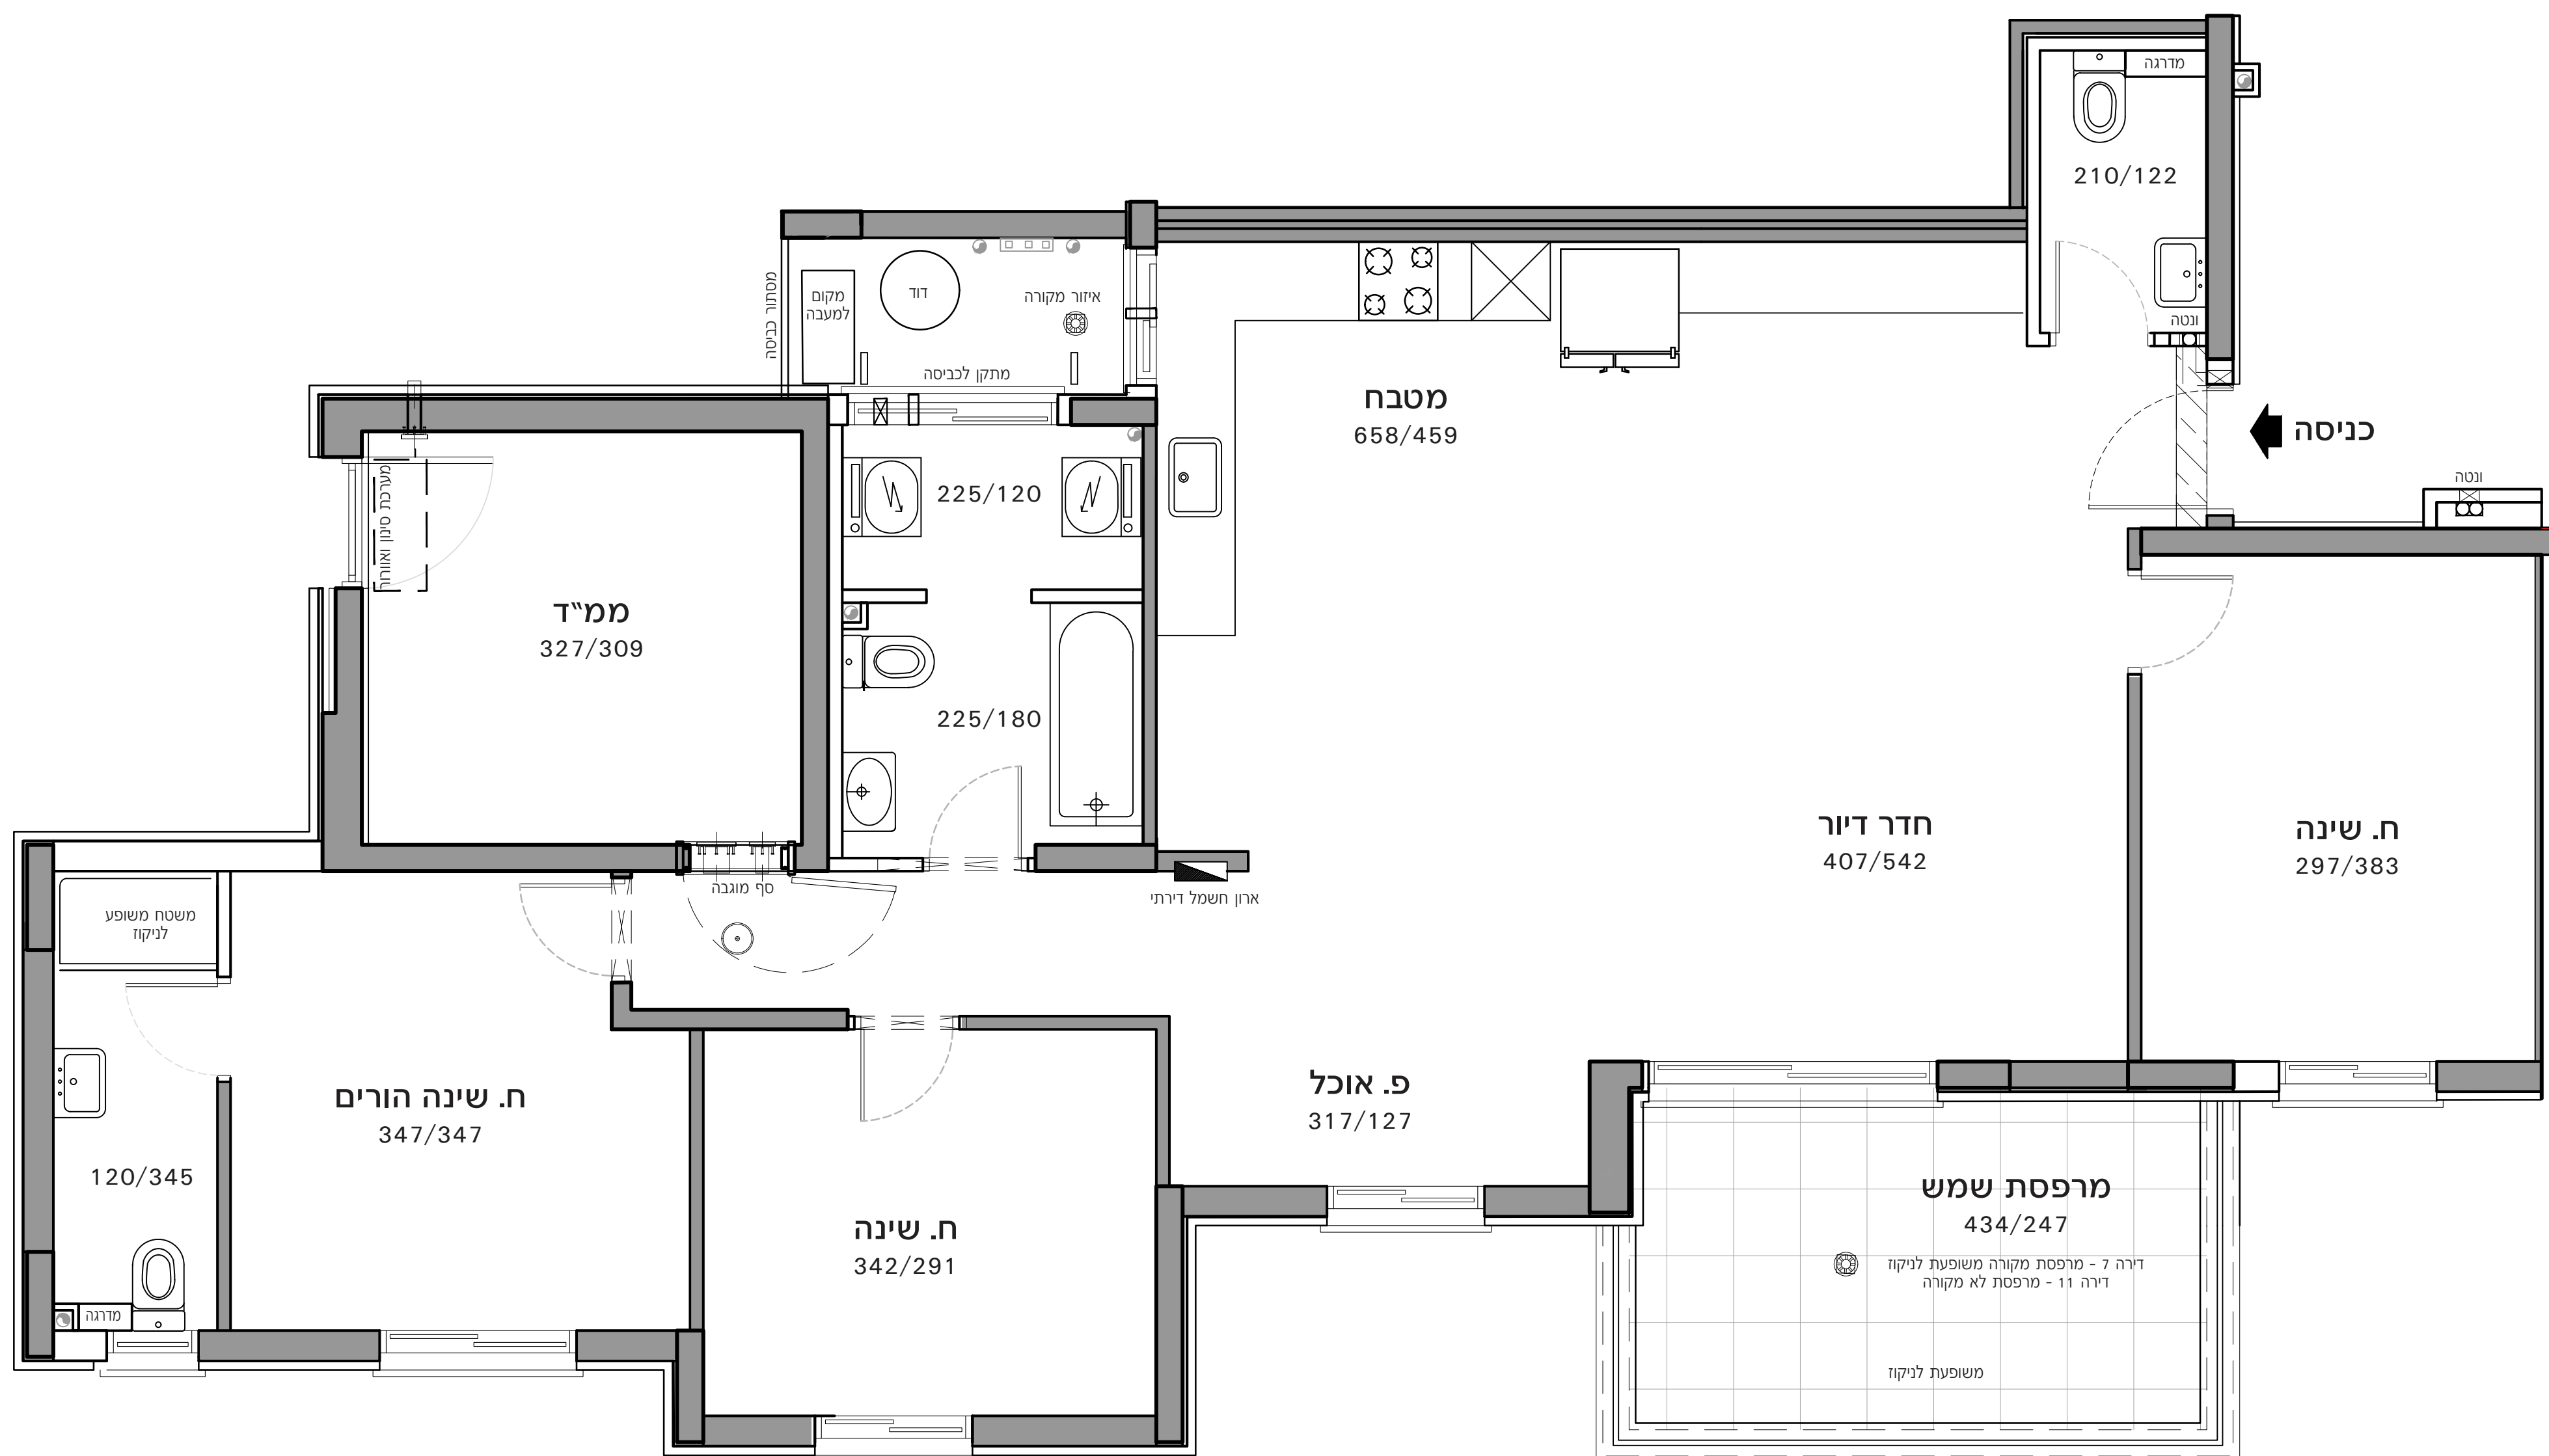 מדרגה
210/122
ונטה
כניסה
ונטה
מסתור כביסה
מקום
למעבה
דוד
איזור מקורה
מתקן לכביסה
מטבח
658/459
225/120
מערכת סינון ואוורור
ממ״ד
327/309
225/180
חדר דיור
407/542
ח. שינה
297/383
סף מוגבה
ארון חשמל דירתי
משטח משופע
לניקוז
ח. שינה הורים
347/347
120/345
מדרגה
פ. אוכל
317/127
ח. שינה
342/291
מרפסת שמש
434/247
דירה 7 - מרפסת מקורה משופעת לניקוז
דירה 11 - מרפסת לא מקורה
משופעת לניקוז